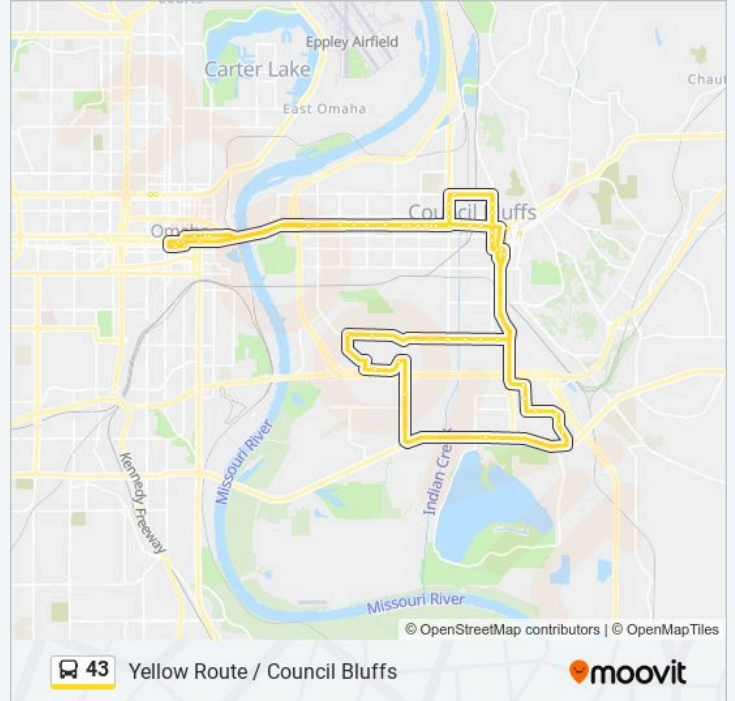 Courts
Eppley Airfield
Carter Lake
Chaut
East Omaha
Council Bluffs
Omaha
Missouri River
Indian Creek
Kennedy Freeway
Missouri River
© OpenStreetMap contributors | © OpenMapTiles
43 Yellow Route / Council Bluffs
moovit